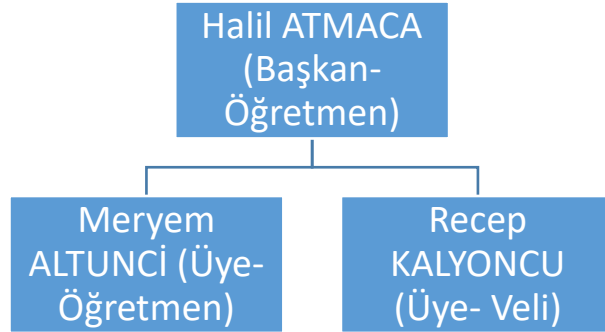 Halil ATMACA
(Başkan-
Öğretmen)
Meryem
ALTUNCİ (Üye-
Öğretmen)
Recep
KALYONCU
(Üye- Veli)